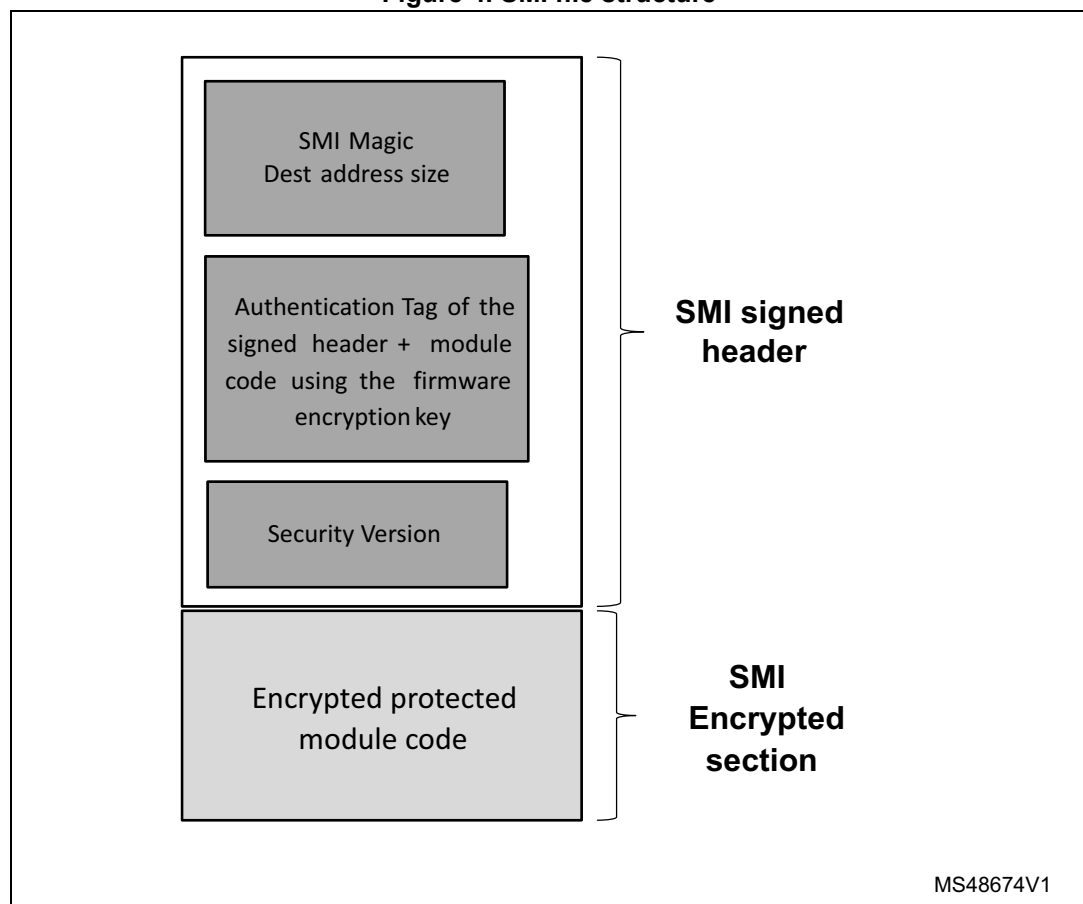 SMI Magic
Dest address size
Authentication Tag of the
signed header + module
code using the firmware
encryption key
Security Version
SMI signed
header
Encrypted protected
module code
SMI
Encrypted
section
MS48674V1